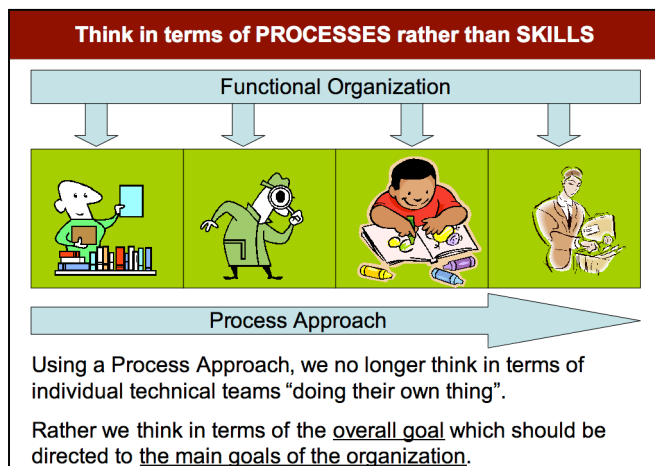 Think in terms of PROCESSES rather than SKILLS
Functional Organization
Process Approach
Using a Process Approach, we no longer think in terms of
individual technical teams “doing their own thing”.
Rather we think in terms of the overall goal which should be
directed to the main goals of the organization.